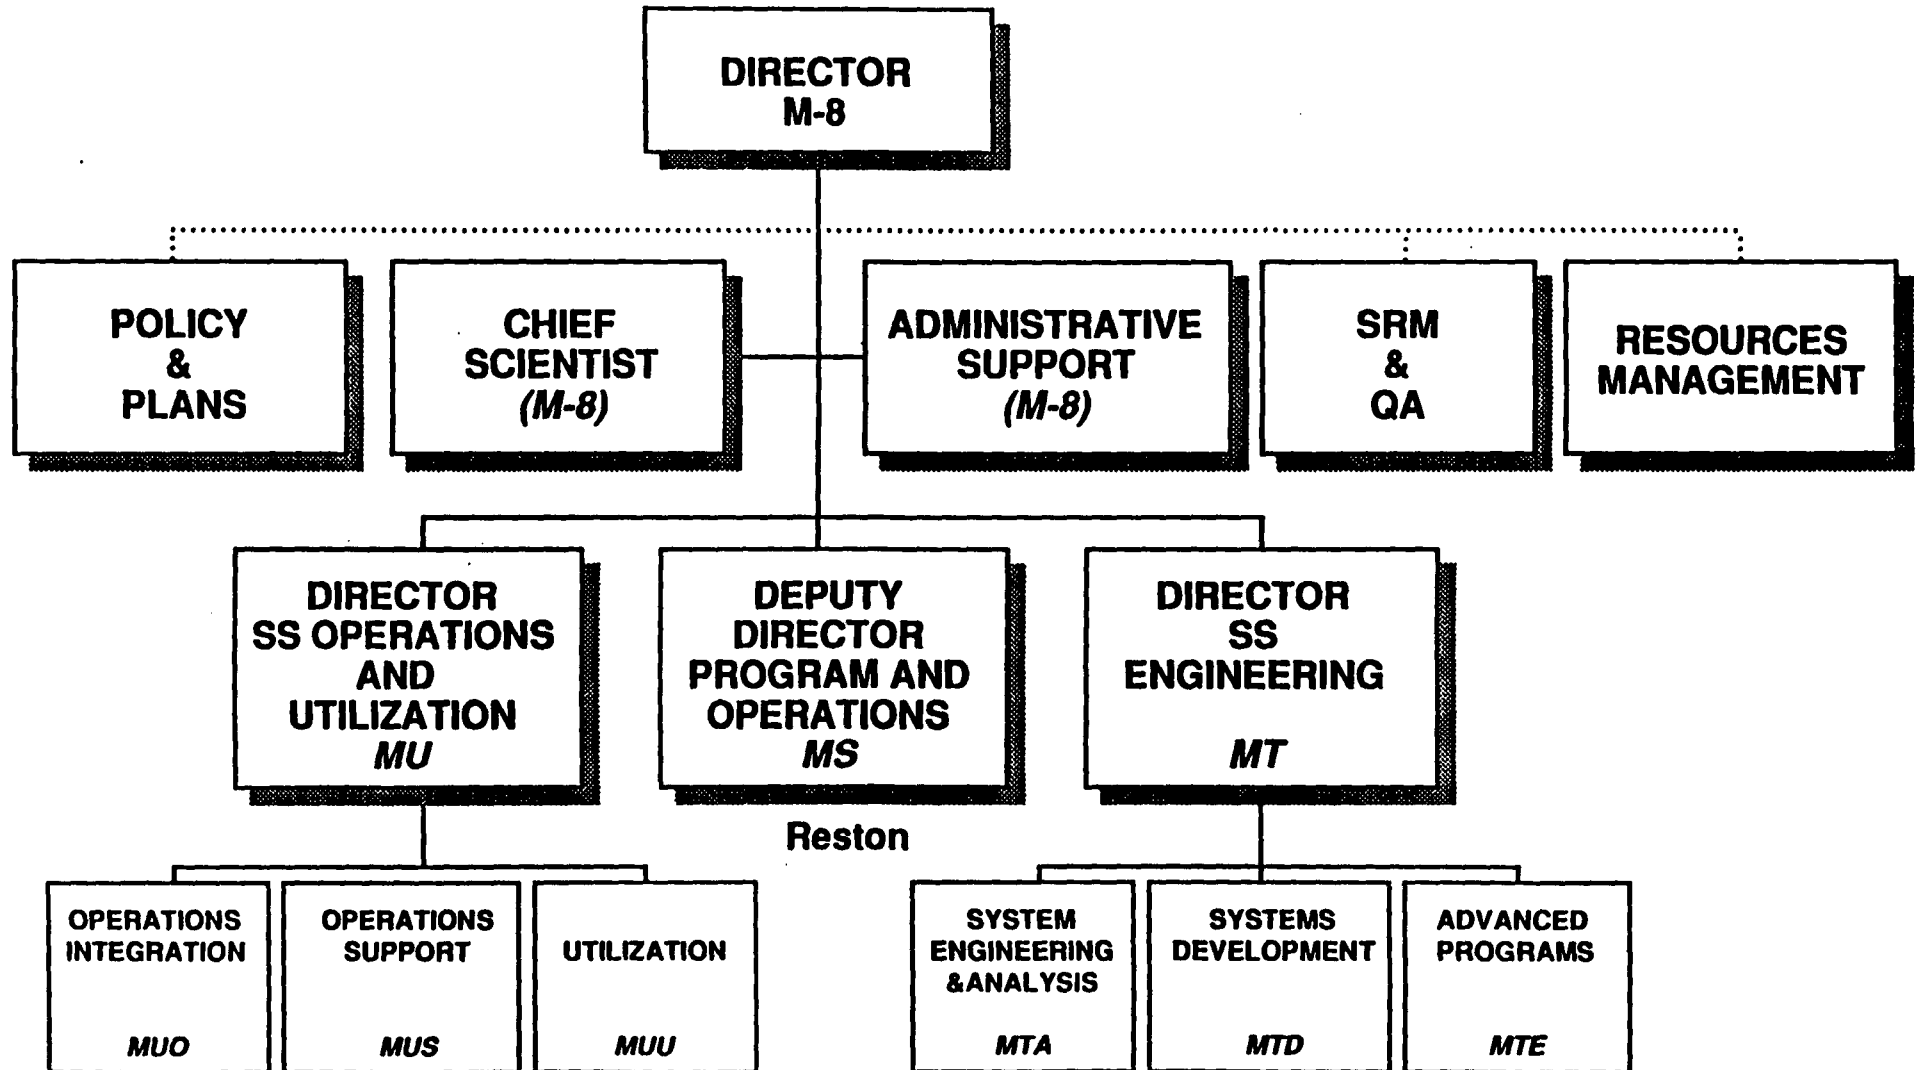 DIRECTOR
M-8
POLICY
&
PLANS
CHIEF
SCIENTIST
(M-8)
ADMINISTRATIVE
SUPPORT
(M-8)
SRM
&
QA
RESOURCES
MANAGEMENT
DIRECTOR
SS OPERATIONS
AND
UTILIZATION
MU
DEPUTY
DIRECTOR
PROGRAM AND
OPERATIONS
MS
DIRECTOR
SS
ENGINEERING
MT
Reston
OPERATIONS
INTEGRATION
MUO
OPERATIONS
SUPPORT
MUS
UTILIZATION
MUU
SYSTEM
ENGINEERING
&ANALYSIS
MTA
SYSTEMS
DEVELOPMENT
MTD
ADVANCED
PROGRAMS
MTE